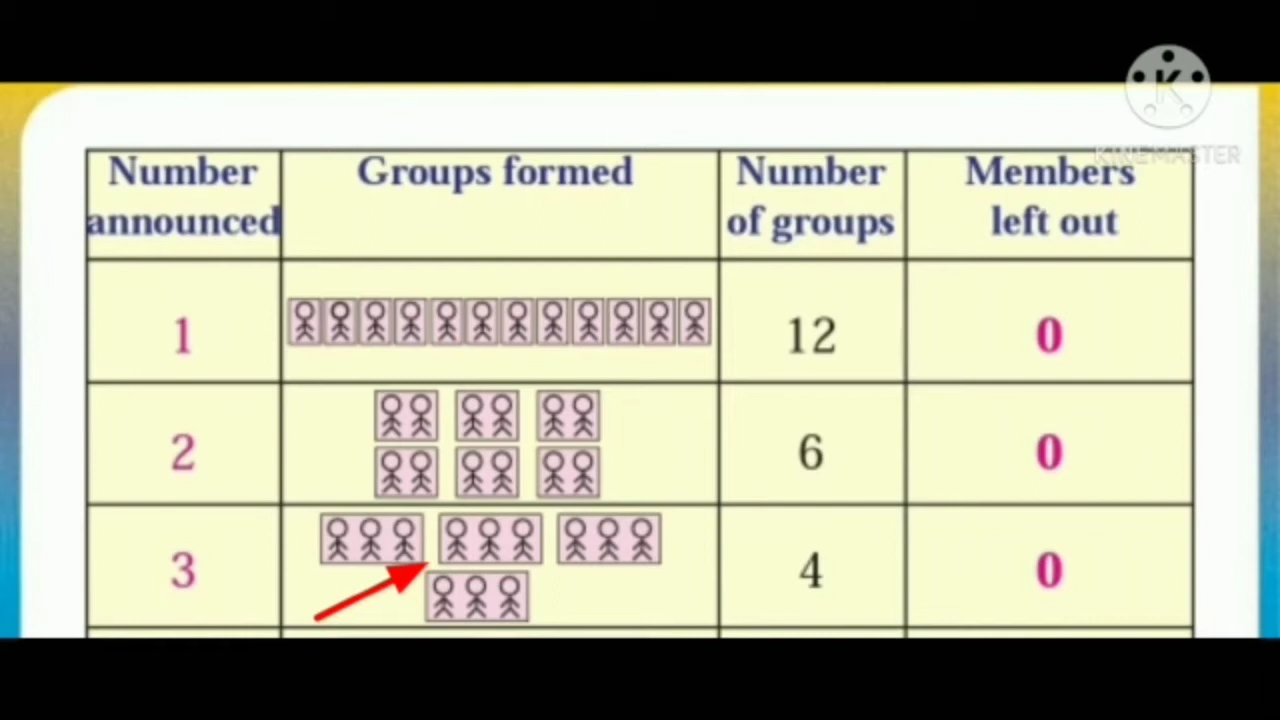 K
KINEMASTER
Number announced
Groups formed
Number of groups
Members left out
1
12
0
2
6
0
3
4
0